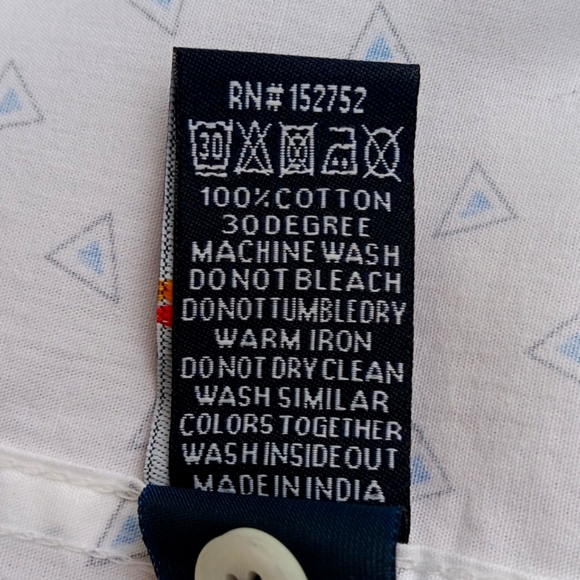 RN# 152752
30
100% COTTON
30 DEGREE
MACHINE WASH
DO NOT BLEACH
DO NOT TUMBLE DRY
WARM IRON
DO NOT DRY CLEAN
WASH SIMILAR
COLORS TOGETHER
WASH INSIDE OUT
MADE IN INDIA